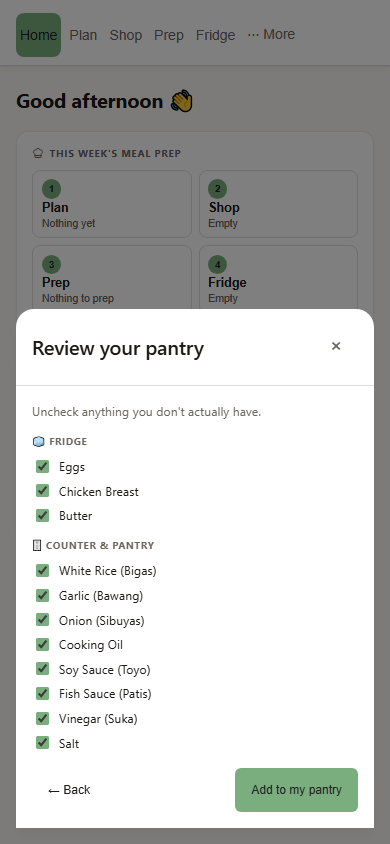 Home Plan Shop Prep Fridge ··· More
Good afternoon 👋
THIS WEEK'S MEAL PREP
1
Plan
Nothing yet
2
Shop
Empty
3
Prep
Nothing to prep
4
Fridge
Empty
Review your pantry
×
Uncheck anything you don't actually have.
FRIDGE
Eggs
Chicken Breast
Butter
COUNTER & PANTRY
White Rice (Bigas)
Garlic (Bawang)
Onion (Sibuyas)
Cooking Oil
Soy Sauce (Toyo)
Fish Sauce (Patis)
Vinegar (Suka)
Salt
← Back
Add to my pantry